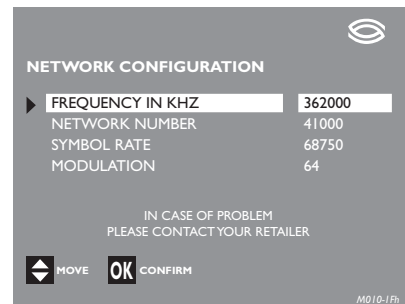 NETWORK CONFIGURATION
FREQUENCY IN KHZ 362000
NETWORK NUMBER 41000
SYMBOL RATE 68750
MODULATION 64
IN CASE OF PROBLEM
PLEASE CONTACT YOUR RETAILER
MOVE OK CONFIRM
M010-1Fh